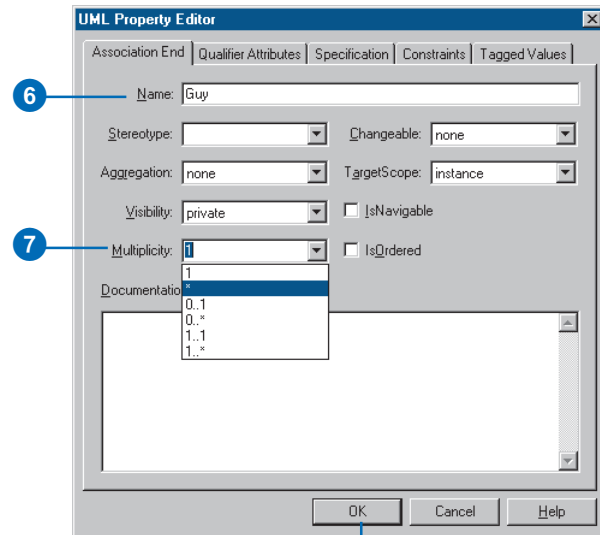 UML Property Editor
Association End Qualifier Attributes Specification Constraints Tagged Values
6 Name: Guy
Stereotype: Changeable: none
Aggregation: none TargetScope: instance
Visibility: private IsNavigable
7 Multiplicity: 1 IsOrdered
1
Documentatio *
0..1
0..*
1..1
1..*
OK Cancel Help